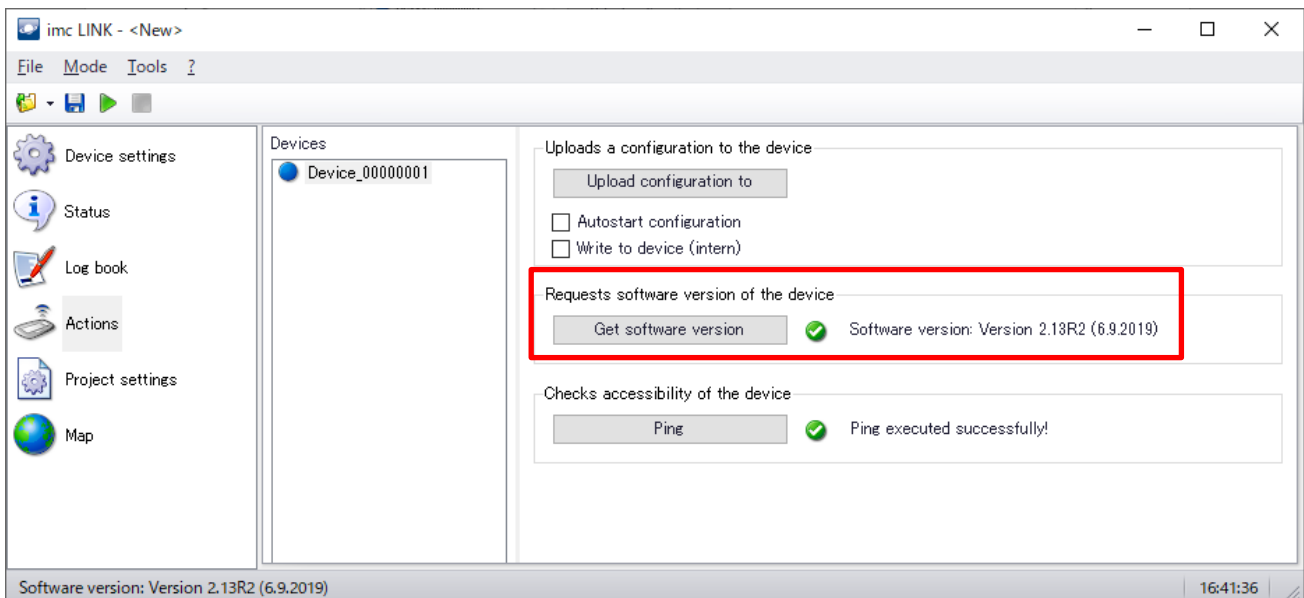 imc LINK - <New>
File Mode Tools ?
Device settings
Status
Log book
Actions
Project settings
Map
Devices
Device_00000001
Uploads a configuration to the device
Upload configuration to
Autostart configuration
Write to device (intern)
Requests software version of the device
Get software version
Software version: Version 2.13R2 (6.9.2019)
Checks accessibility of the device
Ping
Ping executed successfully!
Software version: Version 2.13R2 (6.9.2019)
16:41:36